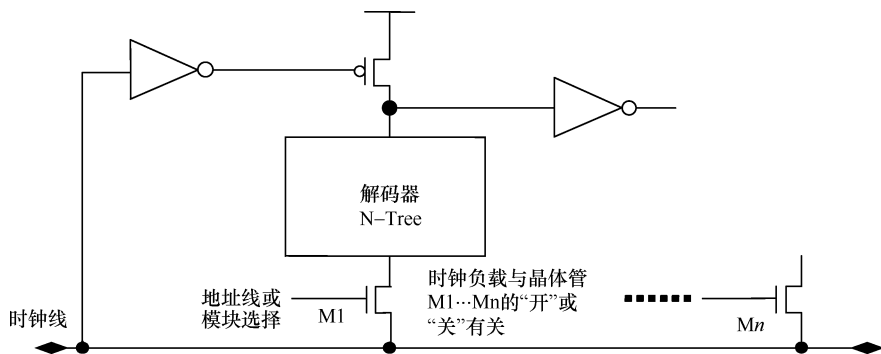 解码器
N-Tree
地址线或
模块选择
M1
时钟负载与晶体管
M1…Mn的“开”或
“关”有关
时钟线
Mn